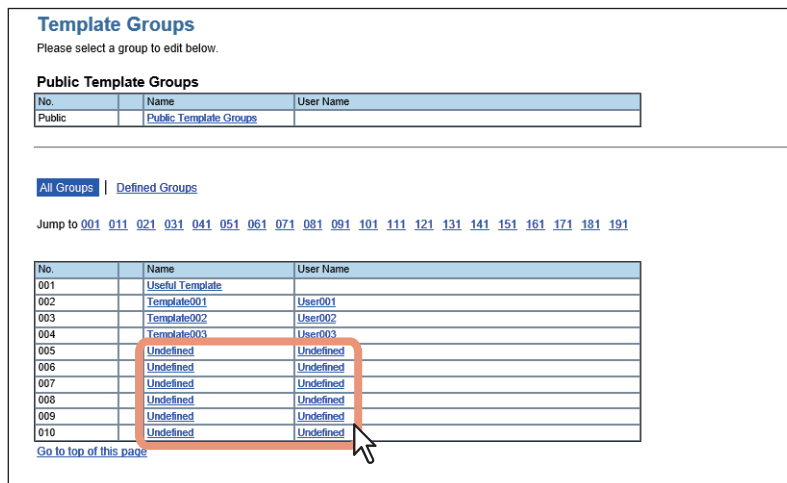 Template Groups
Please select a group to edit below.
Public Template Groups
No. Name User Name
Public Public Template Groups
All Groups | Defined Groups
Jump to 001 011 021 031 041 051 061 071 081 091 101 111 121 131 141 151 161 171 181 191
No. Name User Name
001 Useful Template
002 Template001 User001
003 Template002 User002
004 Template003 User003
005 Undefined Undefined
006 Undefined Undefined
007 Undefined Undefined
008 Undefined Undefined
009 Undefined Undefined
010 Undefined Undefined
Go to top of this page